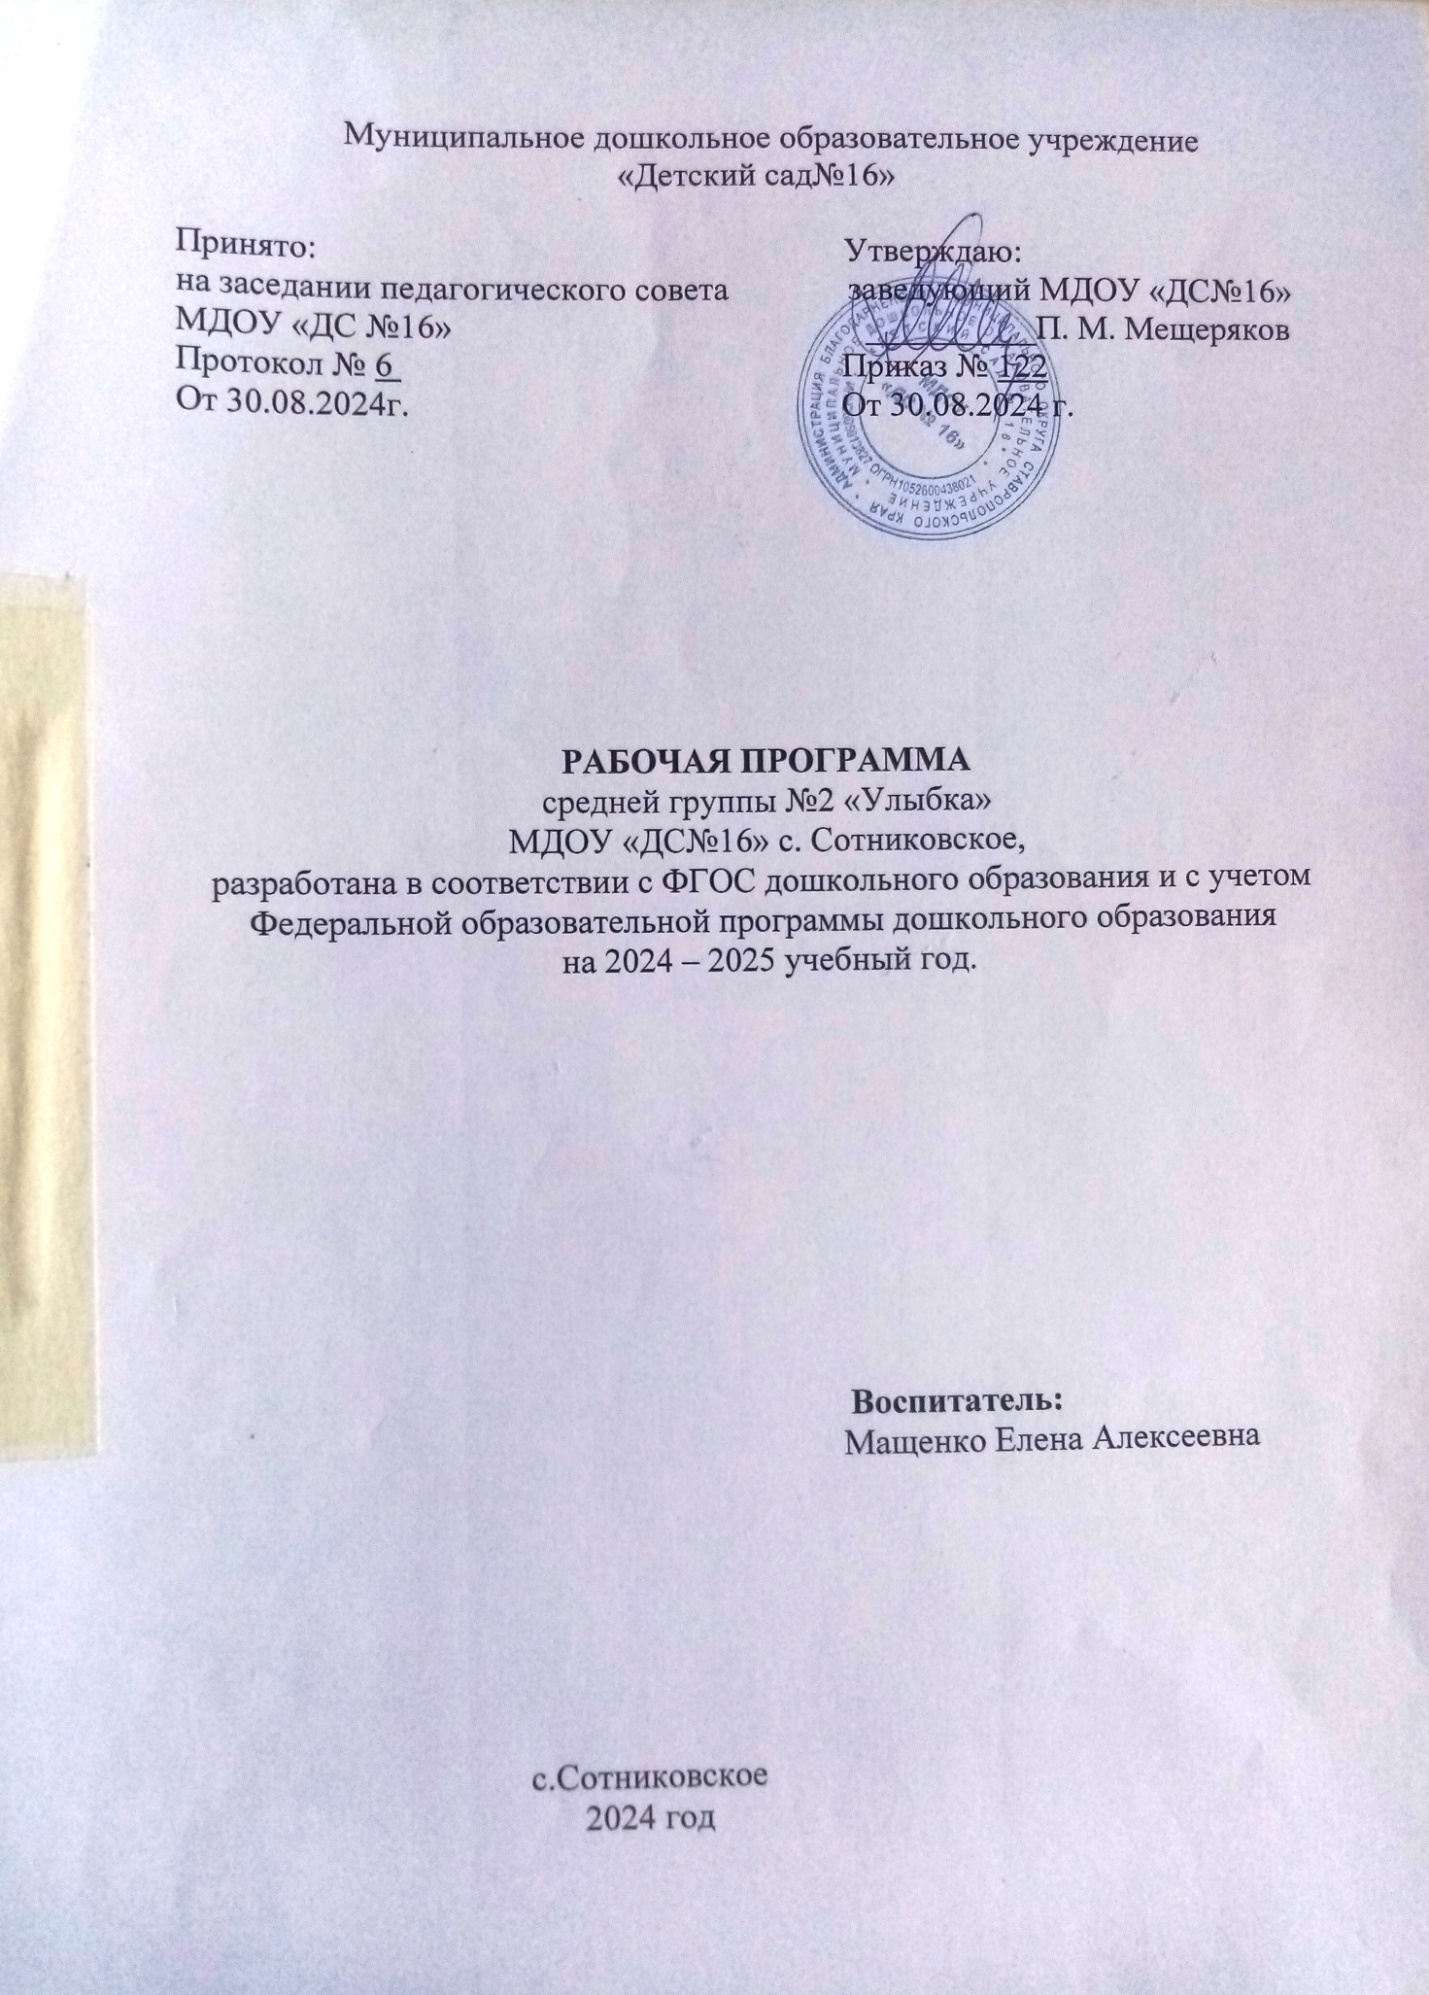 Муниципальное дошкольное образовательное учреждение
«Детский сад№16»
Принято:
на заседании педагогического совета
МДОУ «ДС №16»
Протокол № 6
От 30.08.2024г.
Утверждаю:
заведующий МДОУ «ДС№16»
П. М. Мещеряков
Приказ № 122
От 30.08.2024 г.
ОГРН1052600438021
РАБОЧАЯ ПРОГРАММА
средней группы №2 «Улыбка»
МДОУ «ДС№16» с. Сотниковское,
разработана в соответствии с ФГОС дошкольного образования и с учетом
Федеральной образовательной программы дошкольного образования
на 2024 – 2025 учебный год.
Воспитатель:
Мащенко Елена Алексеевна
с.Сотниковское
2024 год